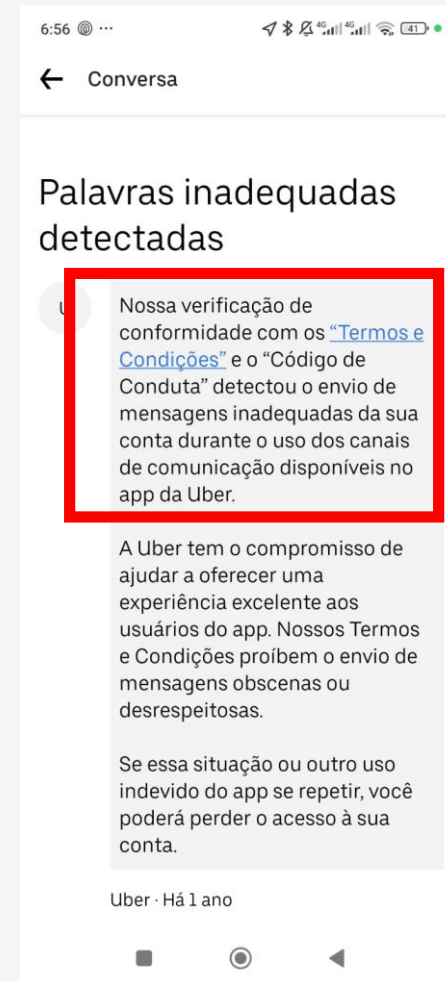 6:56 ...
4G 4G 41
Conversa
Palavras inadequadas
detectadas
Nossa verificação de
conformidade com os “Termos e
Condições” e o “Código de
Conduta” detectou o envio de
mensagens inadequadas da sua
conta durante o uso dos canais
de comunicação disponíveis no
app da Uber.
A Uber tem o compromisso de
ajudar a oferecer uma
experiência excelente aos
usuários do app. Nossos Termos
e Condições proíbem o envio de
mensagens obscenas ou
desrespeitosas.
Se essa situação ou outro uso
indevido do app se repetir, você
poderá perder o acesso à sua
conta.
Uber · Há 1 ano